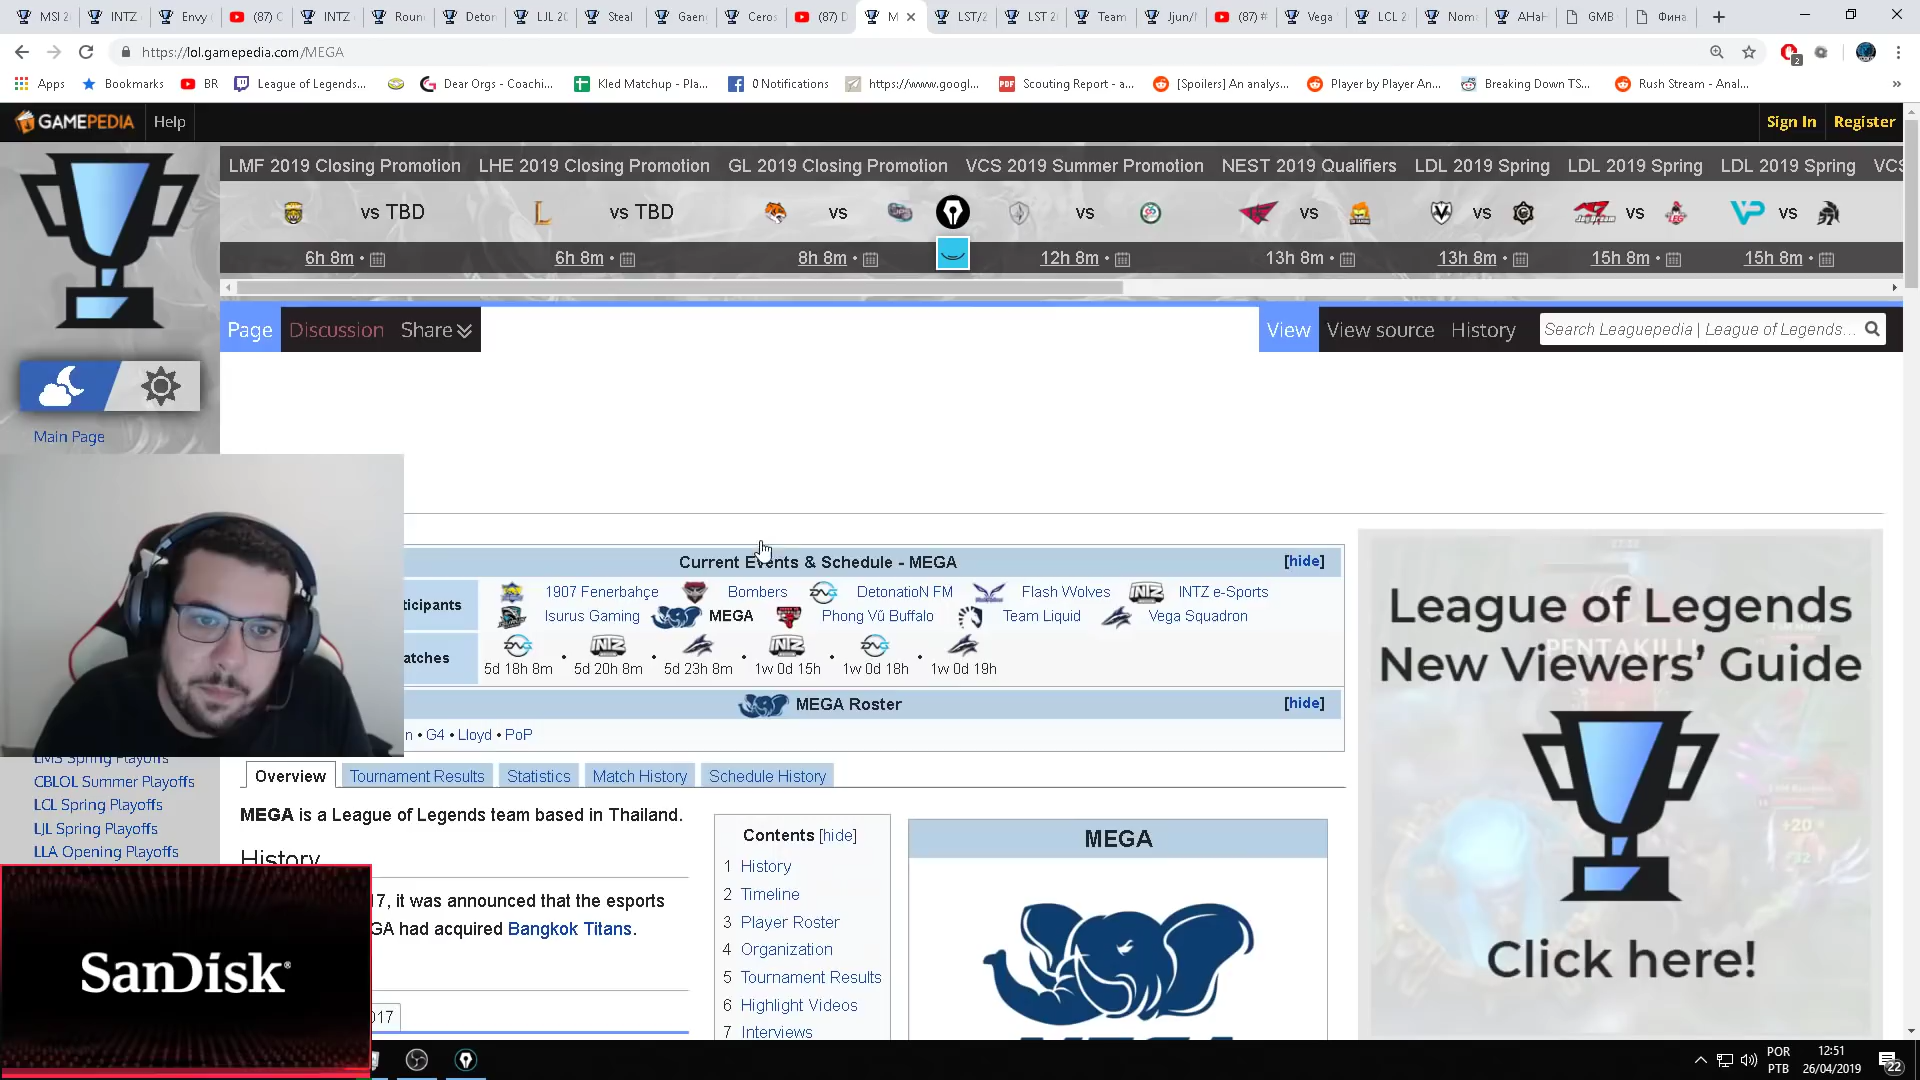 MSI 2
INTZ
Envy
(87) C
INTZ
Roun
Deton
LJL 20
Steal
Gaeng
Ceros
(87) D
M
LST/2
LST 2
Team
Jjun/
(87) #
Vega
LCL 2
Nom
AHaH
GMB
Фина
https://lol.gamepedia.com/MEGA
2
Apps
Bookmarks
BR
League of Legends...
Dear Orgs - Coachi...
Kled Matchup - Pla...
0 Notifications
https://www.googl...
PDF
Scouting Report - a...
[Spoilers] An analys...
Player by Player An...
Breaking Down TS...
Rush Stream - Anal...
GAMEPEDIA
Help
Sign In
Register
LMF 2019 Closing Promotion
LHE 2019 Closing Promotion
GL 2019 Closing Promotion
VCS 2019 Summer Promotion
NEST 2019 Qualifiers
LDL 2019 Spring
LDL 2019 Spring
LDL 2019 Spring
VCS
vs TBD
vs TBD
vs
vs
vs
vs
vs
vs
6h 8m •
6h 8m •
8h 8m •
12h 8m •
13h 8m •
13h 8m •
15h 8m •
15h 8m •
Page
Discussion
Share
View
View source
History
Search Leaguepedia | League of Legends...
Main Page
Current Events & Schedule - MEGA
[hide]
ticipants
1907 Fenerbahçe
Bombers
DetonatioN FM
Flash Wolves
INTZ e-Sports
Isurus Gaming
MEGA
Phong Vũ Buffalo
Team Liquid
Vega Squadron
atches
5d 18h 8m
•
5d 20h 8m
•
5d 23h 8m
•
1w 0d 15h
•
1w 0d 18h
•
1w 0d 19h
MEGA Roster
[hide]
n • G4 • Lloyd • PoP
LMS Spring Playoffs
CBLOL Summer Playoffs
LCL Spring Playoffs
LJL Spring Playoffs
LLA Opening Playoffs
Overview
Tournament Results
Statistics
Match History
Schedule History
MEGA is a League of Legends team based in Thailand.
History
17, it was announced that the esports
GA had acquired Bangkok Titans.
017
Contents [hide]
1 History
2 Timeline
3 Player Roster
4 Organization
5 Tournament Results
6 Highlight Videos
7 Interviews
MEGA
MEGA
League of Legends
New Viewers' Guide
Click here!
SanDisk
POR
PTB
12:51
26/04/2019
22